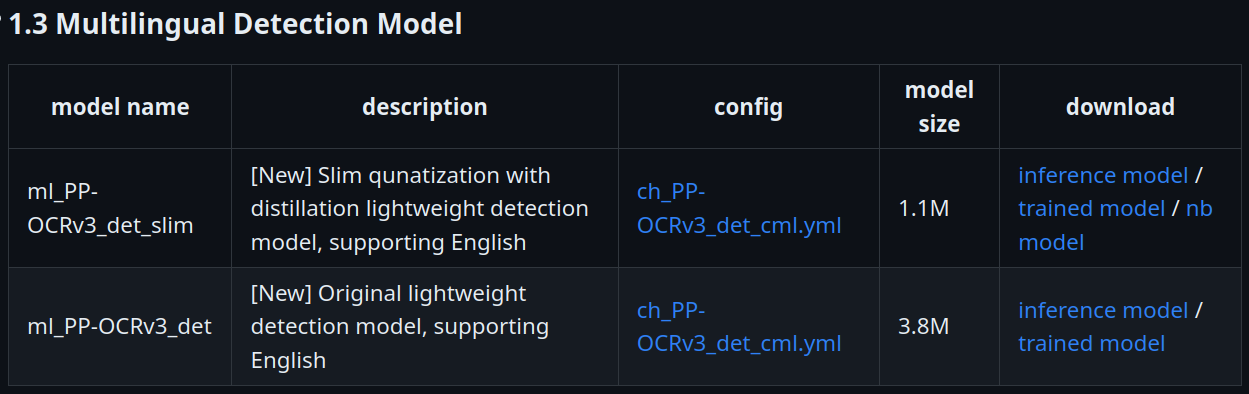 1.3 Multilingual Detection Model
model name
description
config
model
size
download
ml_PP-
OCRv3_det_slim
[New] Slim qunatization with
distillation lightweight detection
model, supporting English
ch_PP-
OCRv3_det_cml.yml
1.1M
inference model /
trained model / nb
model
ml_PP-OCRv3_det
[New] Original lightweight
detection model, supporting
English
ch_PP-
OCRv3_det_cml.yml
3.8M
inference model /
trained model